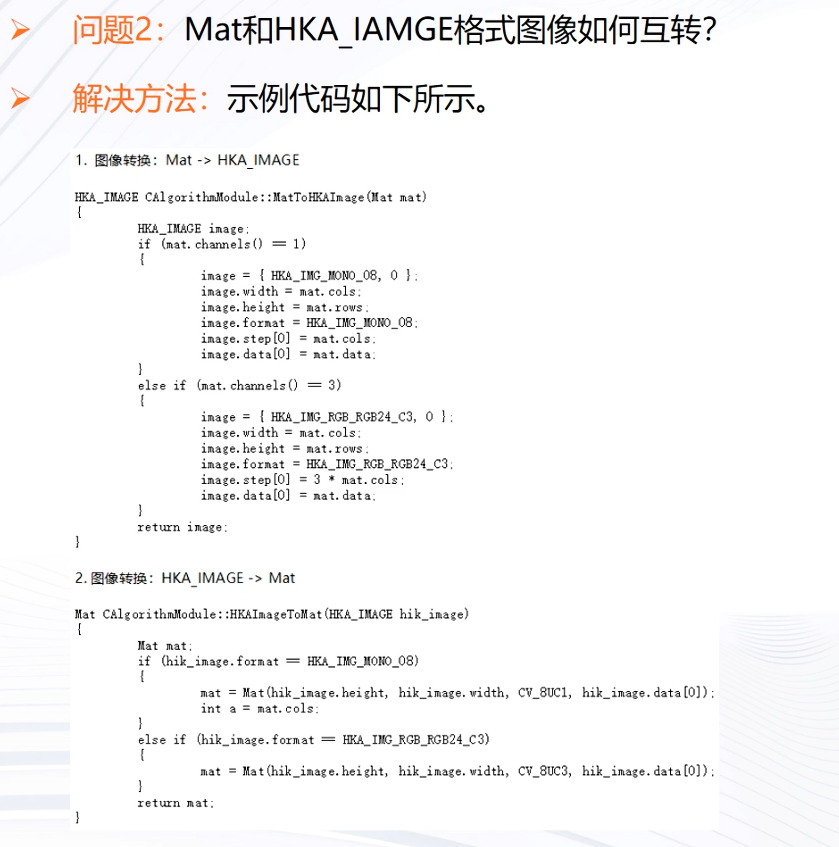 问题2：Mat和HKA_IAMGE格式图像如何互转？
解决方法：示例代码如下所示。
1. 图像转换：Mat -> HKA_IMAGE
HKA_IMAGE CAlgorithmModule::MatToHKAImage(Mat mat)
{
HKA_IMAGE image;
if (mat.channels() == 1)
{
image = { HKA_IMG_MONO_08, 0 };
image.width = mat.cols;
image.height = mat.rows;
image.format = HKA_IMG_MONO_08;
image.step[0] = mat.cols;
image.data[0] = mat.data;
}
else if (mat.channels() == 3)
{
image = { HKA_IMG_RGB_RGB24_C3, 0 };
image.width = mat.cols;
image.height = mat.rows;
image.format = HKA_IMG_RGB_RGB24_C3;
image.step[0] = 3 * mat.cols;
image.data[0] = mat.data;
}
return image;
}
2. 图像转换：HKA_IMAGE -> Mat
Mat CAlgorithmModule::HKAImageToMat(HKA_IMAGE hik_image)
{
Mat mat;
if (hik_image.format == HKA_IMG_MONO_08)
{
mat = Mat(hik_image.height, hik_image.width, CV_8UC1, hik_image.data[0]);
int a = mat.cols;
}
else if (hik_image.format == HKA_IMG_RGB_RGB24_C3)
{
mat = Mat(hik_image.height, hik_image.width, CV_8UC3, hik_image.data[0]);
}
return mat;
}